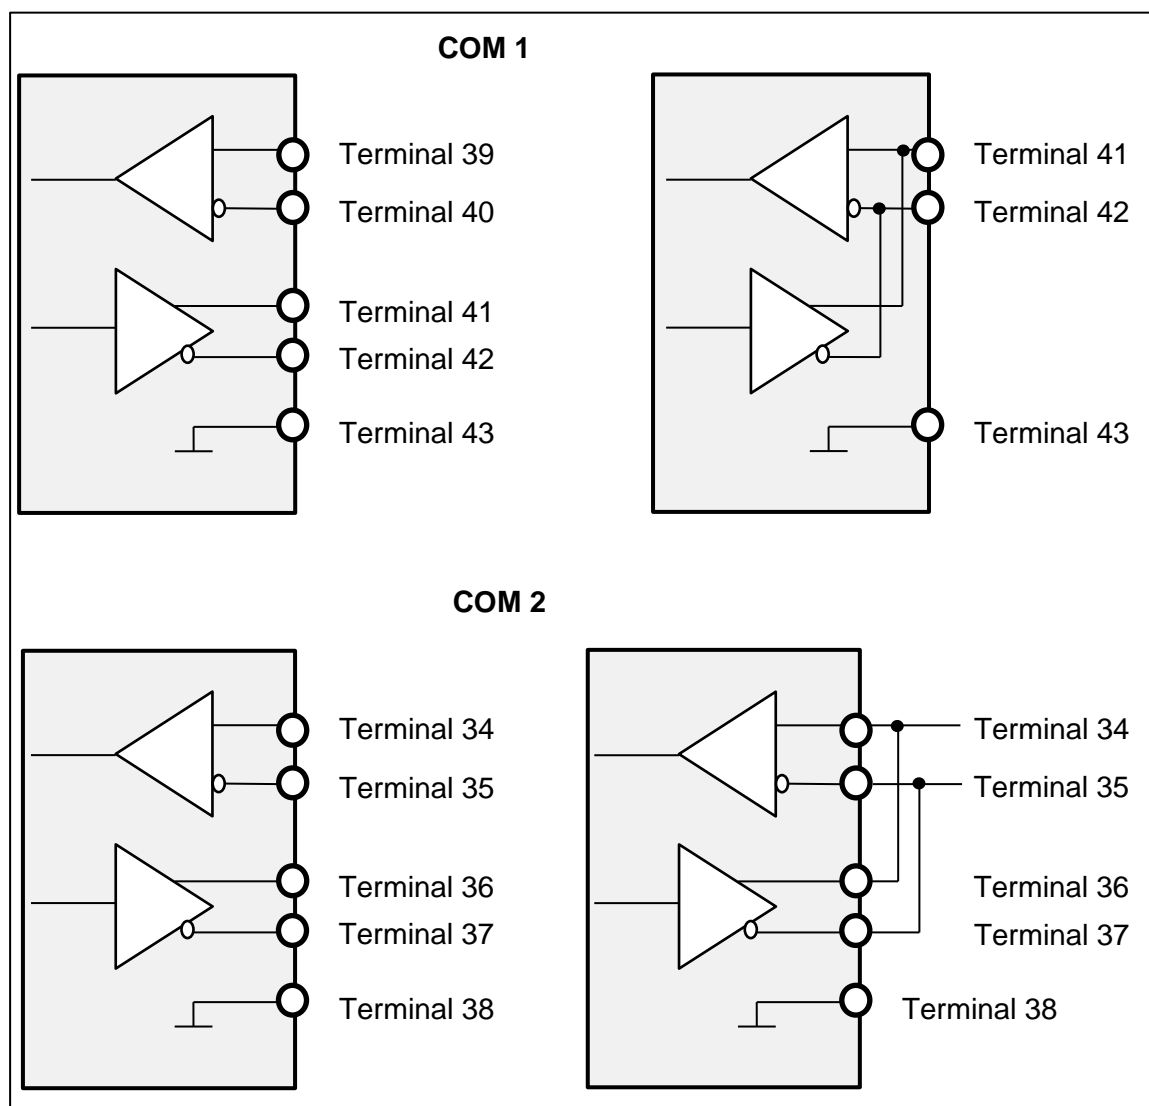 COM 1
Terminal 39
Terminal 40
Terminal 41
Terminal 42
Terminal 43
Terminal 41
Terminal 42
Terminal 43
COM 2
Terminal 34
Terminal 35
Terminal 36
Terminal 37
Terminal 38
Terminal 34
Terminal 35
Terminal 36
Terminal 37
Terminal 38